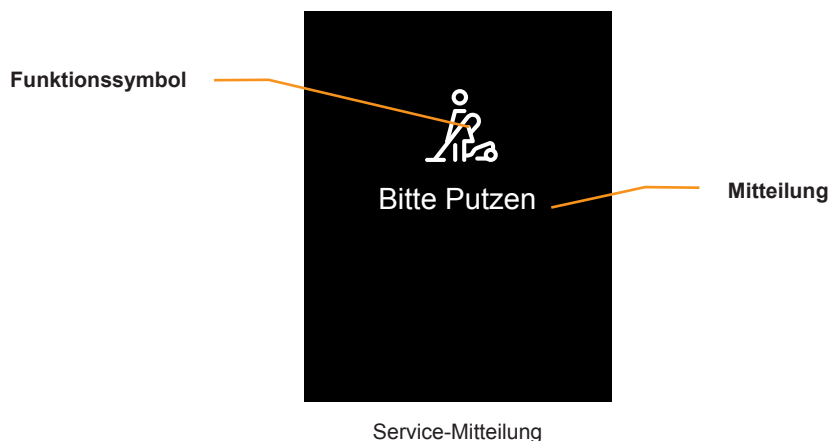 Funktionssymbol
Bitte Putzen
Mitteilung
Service-Mitteilung